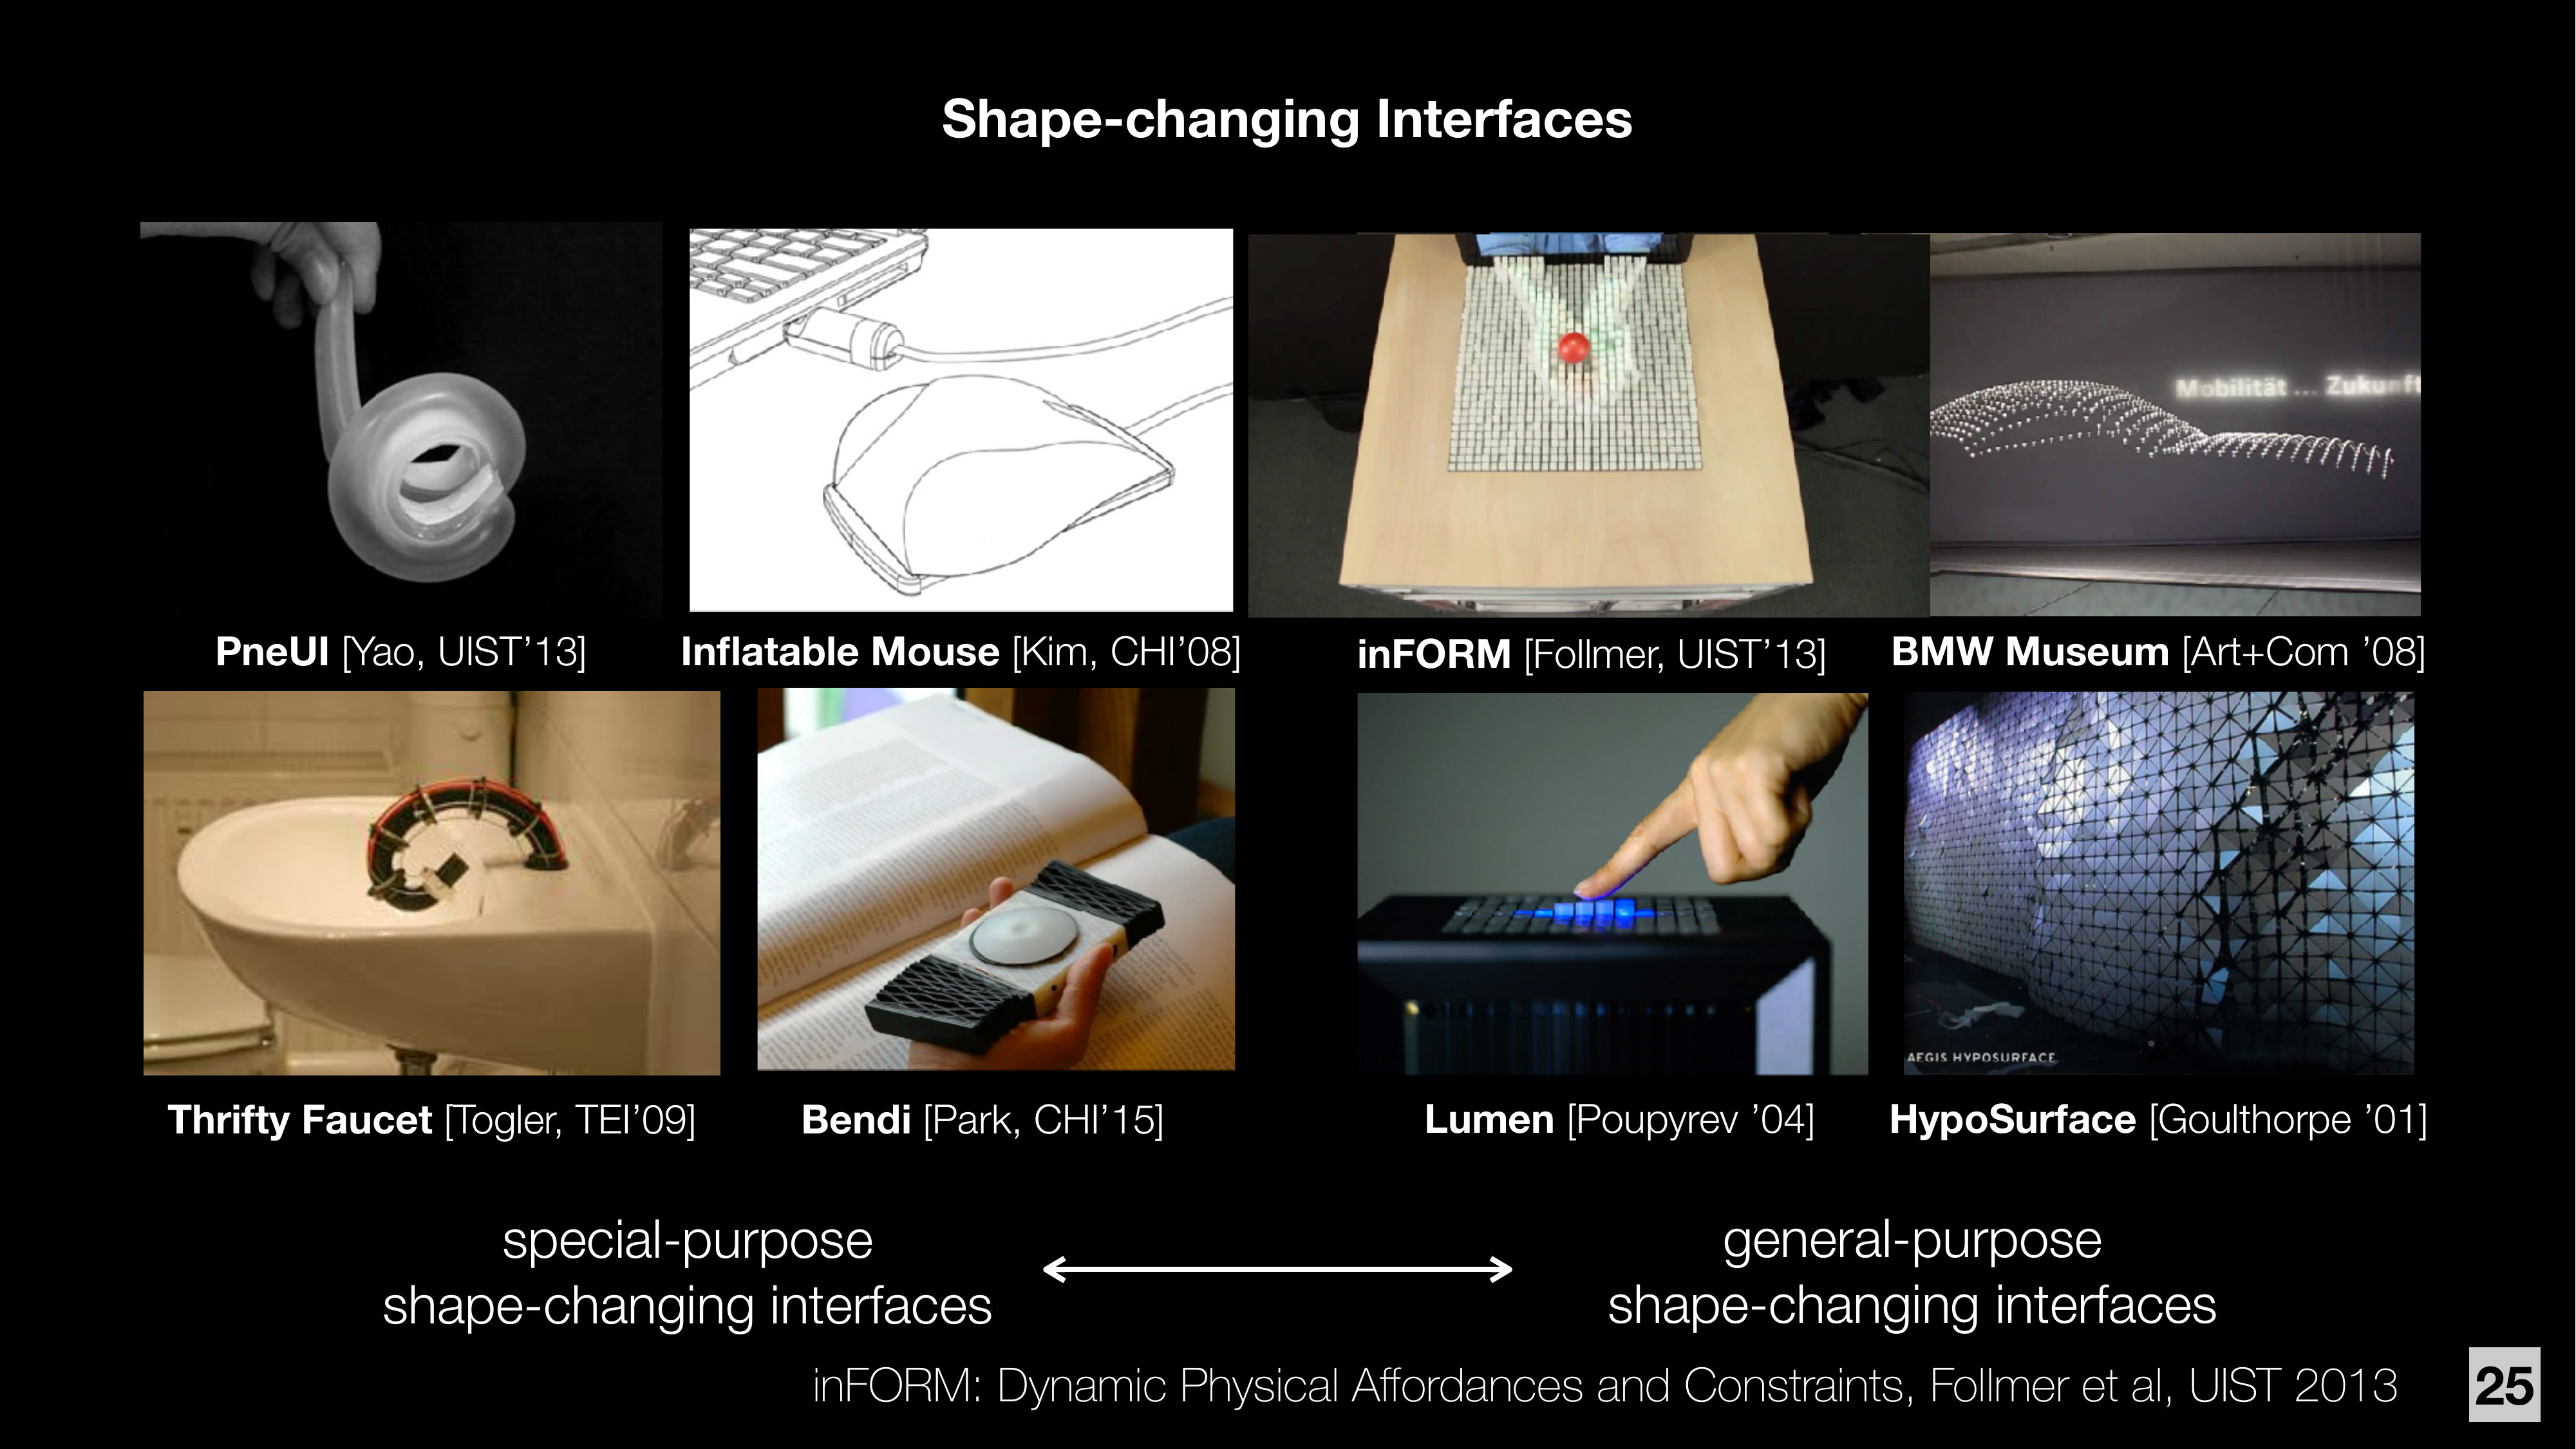 Shape-changing Interfaces
Mobilität ... Zukunft
PneUI [Yao, UIST’13]
Inflatable Mouse [Kim, CHI’08]
inFORM [Follmer, UIST’13]
BMW Museum [Art+Com ’08]
AEGIS HYPOSURFACE
Thrifty Faucet [Togler, TEI’09]
Bendi [Park, CHI’15]
Lumen [Poupyrev ’04]
HypoSurface [Goulthorpe ’01]
special-purpose
shape-changing interfaces
general-purpose
shape-changing interfaces
inFORM: Dynamic Physical Affordances and Constraints, Follmer et al, UIST 2013
25